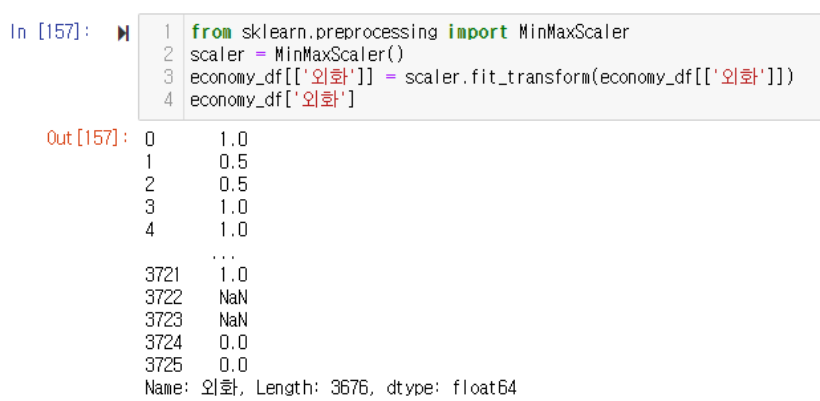 In [157]:
1 from sklearn.preprocessing import MinMaxScaler
2 scaler = MinMaxScaler()
3 economy_df[['외화']] = scaler.fit_transform(economy_df[['외화']])
4 economy_df['외화']
Out[157]: 0 1.0
1 0.5
2 0.5
3 1.0
4 1.0
...
3721 1.0
3722 NaN
3723 NaN
3724 0.0
3725 0.0
Name: 외화, Length: 3676, dtype: float64